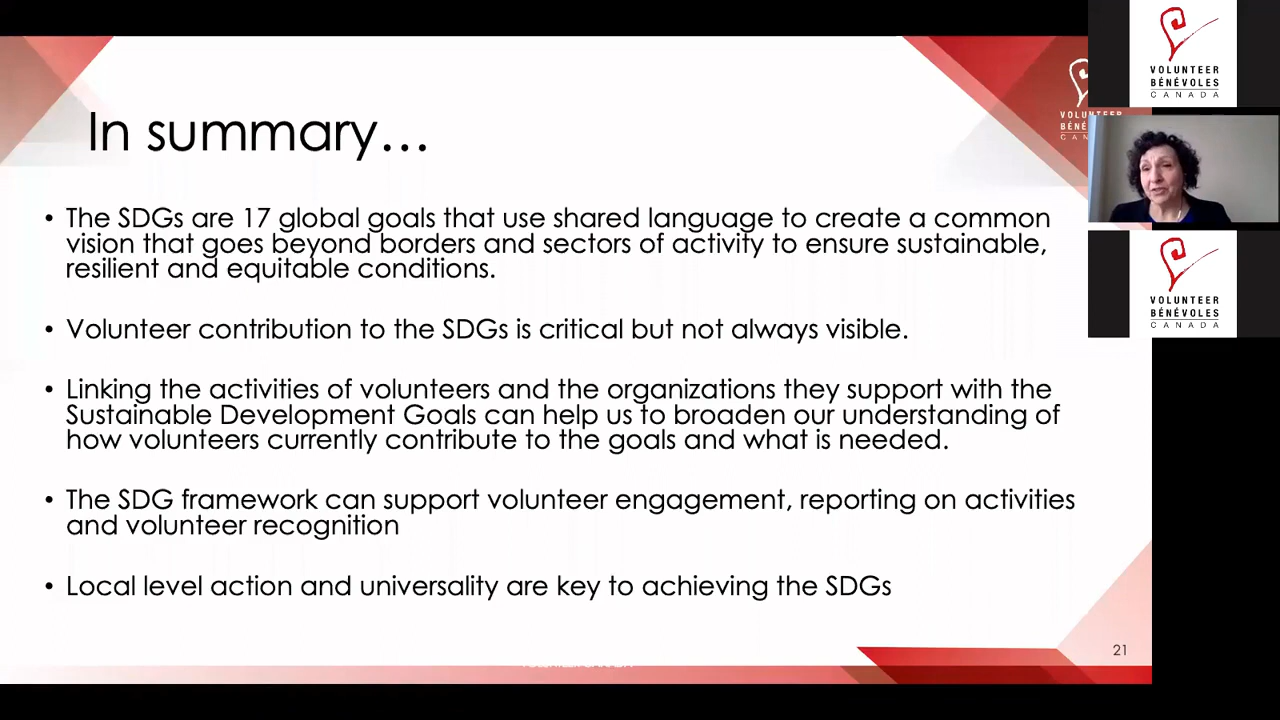 In summary…
• The SDGs are 17 global goals that use shared language to create a common
vision that goes beyond borders and sectors of activity to ensure sustainable,
resilient and equitable conditions.
• Volunteer contribution to the SDGs is critical but not always visible.
• Linking the activities of volunteers and the organizations they support with the
Sustainable Development Goals can help us to broaden our understanding of
how volunteers currently contribute to the goals and what is needed.
• The SDG framework can support volunteer engagement, reporting on activities
and volunteer recognition
• Local level action and universality are key to achieving the SDGs
21
VOLUNTEER
BÉNÉVOLES
CANADA
VOLUNTEER
BÉNÉVOLES
CANADA